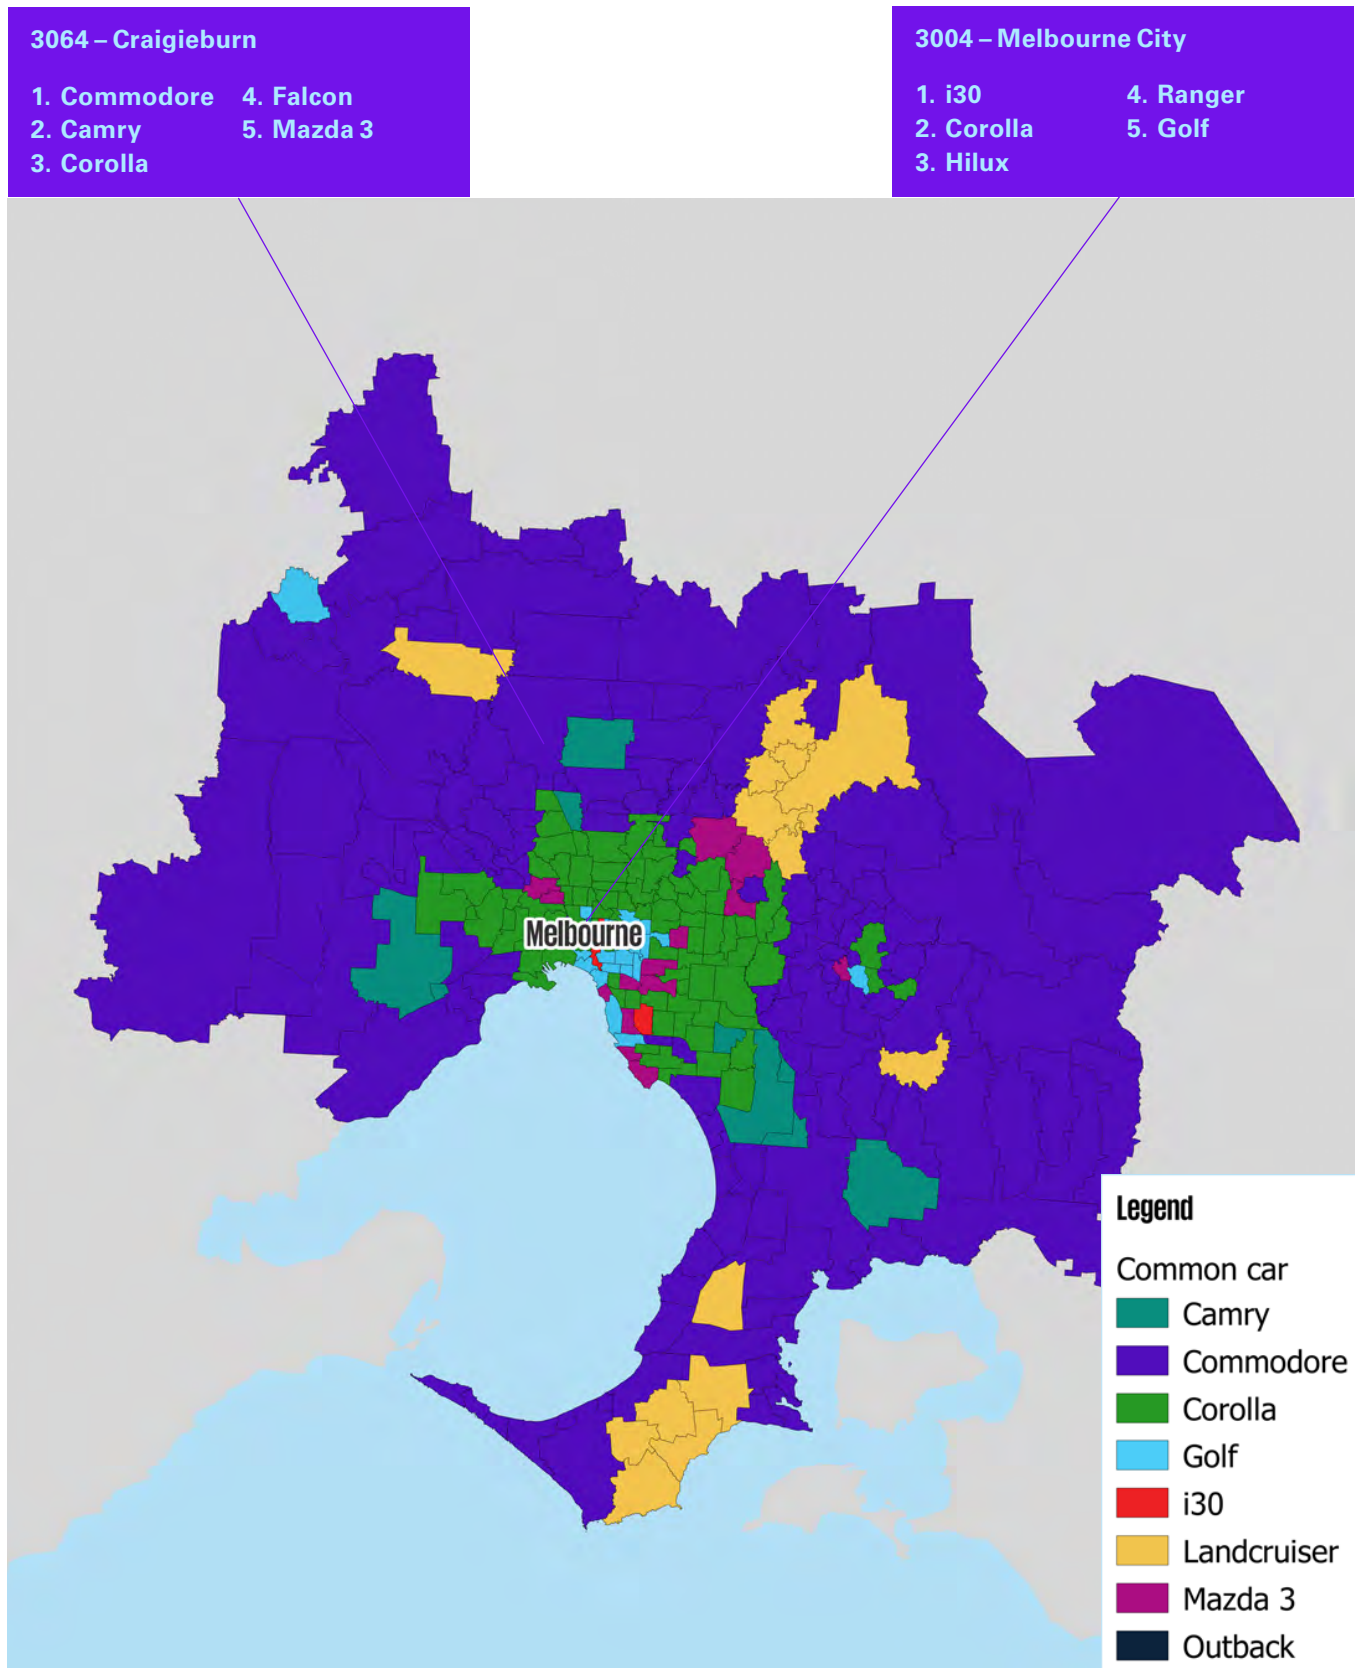 3064 – Craigieburn
1. Commodore
2. Camry
3. Corolla
4. Falcon
5. Mazda 3
3004 – Melbourne City
1. i30
2. Corolla
3. Hilux
4. Ranger
5. Golf
Melbourne
Legend
Common car
Camry
Commodore
Corolla
Golf
i30
Landcruiser
Mazda 3
Outback